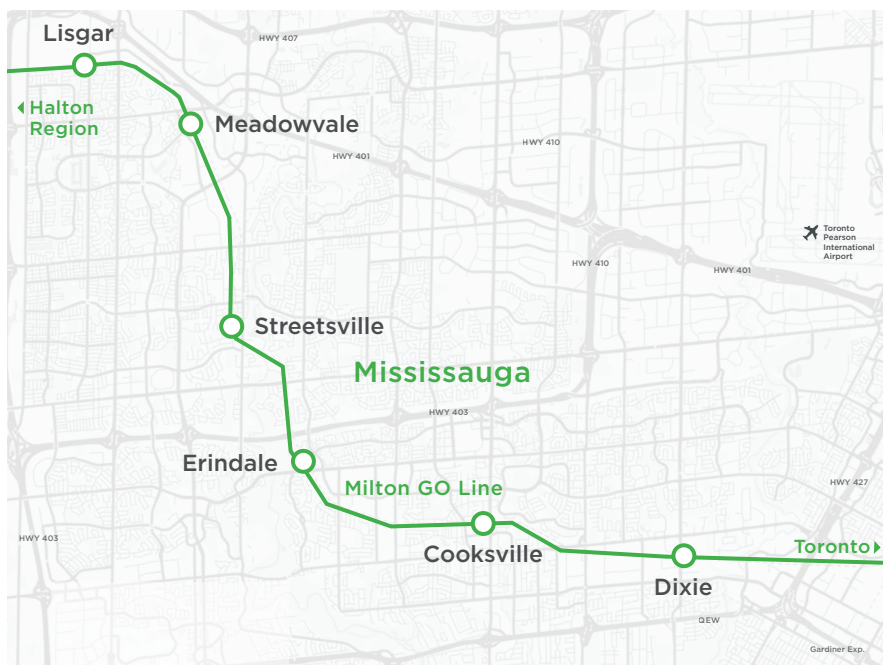 Lisgar
HWY 407
Halton
Region
Meadowvale
HWY 401
HWY 410
Toronto
Pearson
International
Airport
HWY 410
HWY 401
Streetsville
Mississauga
HWY 403
Erindale
Milton GO Line
HWY 427
HWY 403
Cooksville
Toronto
Dixie
QEW
Gardiner Exp.